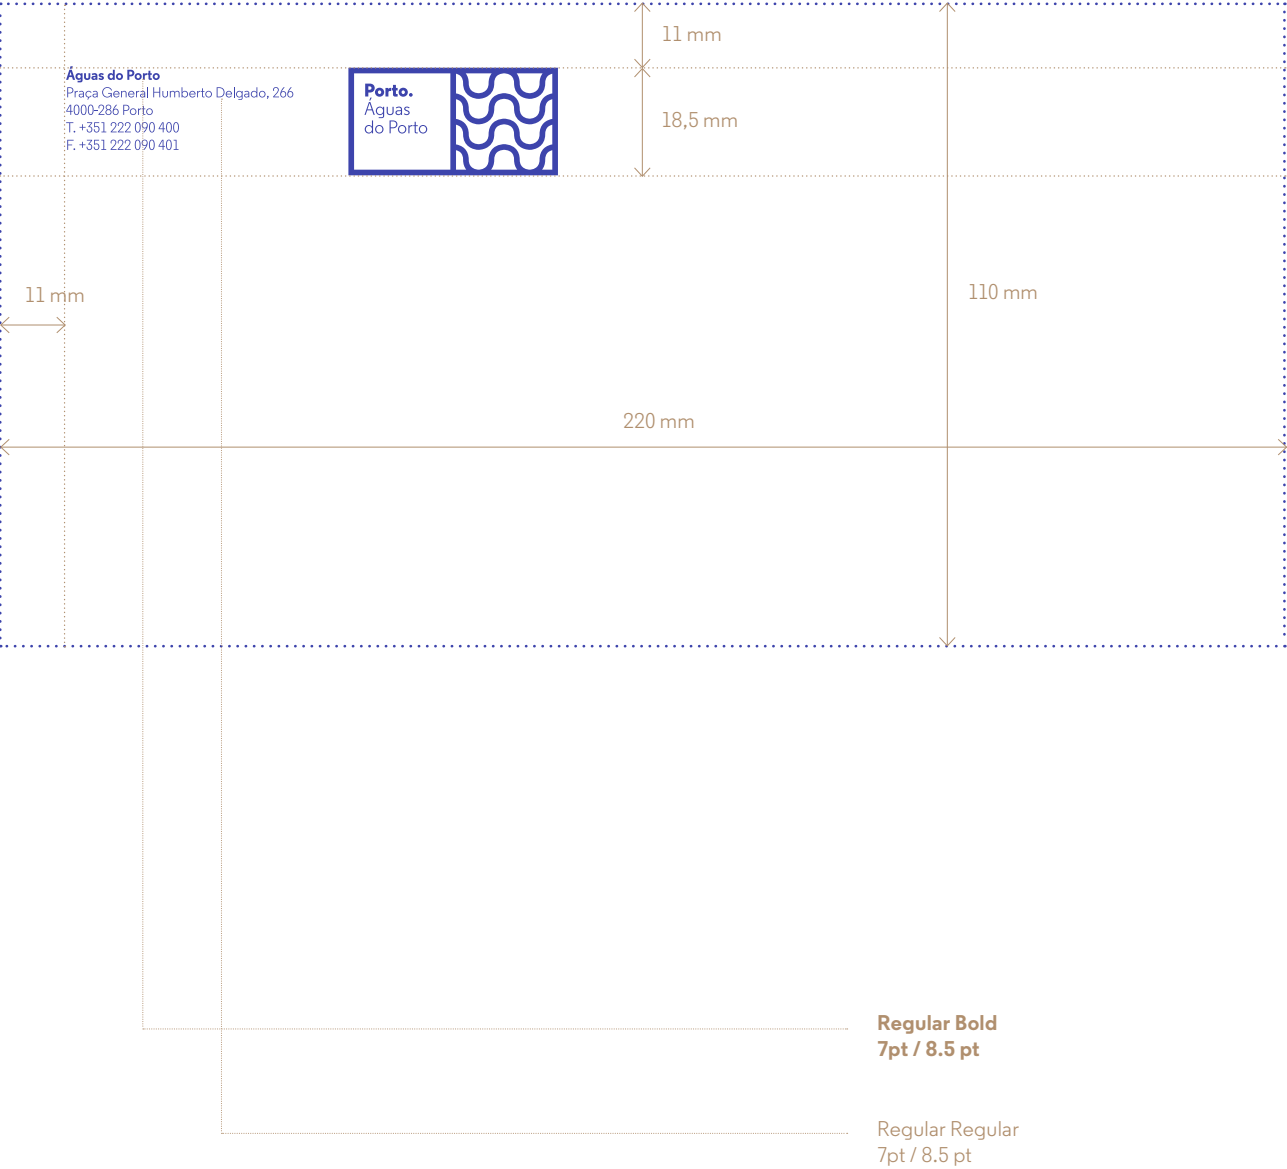 11 mm
Águas do Porto
Praça General Humberto Delgado, 266
4000-286 Porto
T. +351 222 090 400
F. +351 222 090 401
Porto.
Águas
do Porto
18,5 mm
11 mm
110 mm
220 mm
Regular Bold
7pt / 8.5 pt
Regular Regular
7pt / 8.5 pt